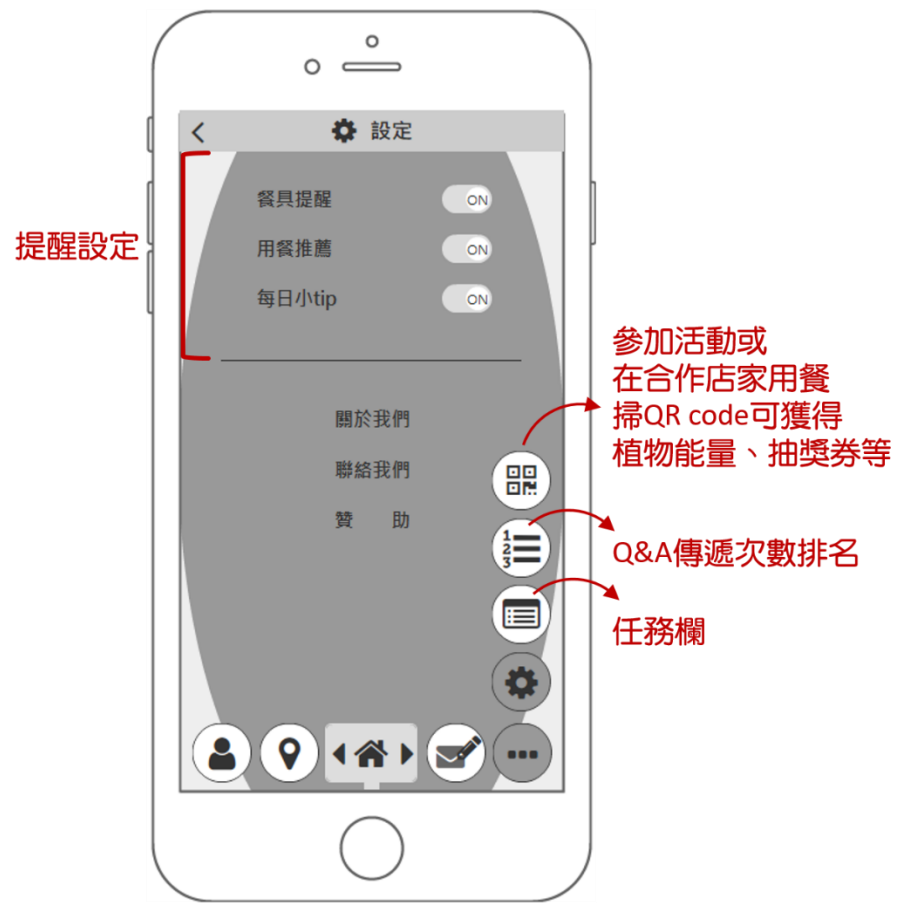 設定
餐具提醒 ON
用餐推薦 ON
每日小tip ON
提醒設定
參加活動或
在合作店家用餐
掃QR code可獲得
植物能量、抽獎券等
關於我們
聯絡我們
贊 助
1
2
3
Q&A傳遞次數排名
任務欄